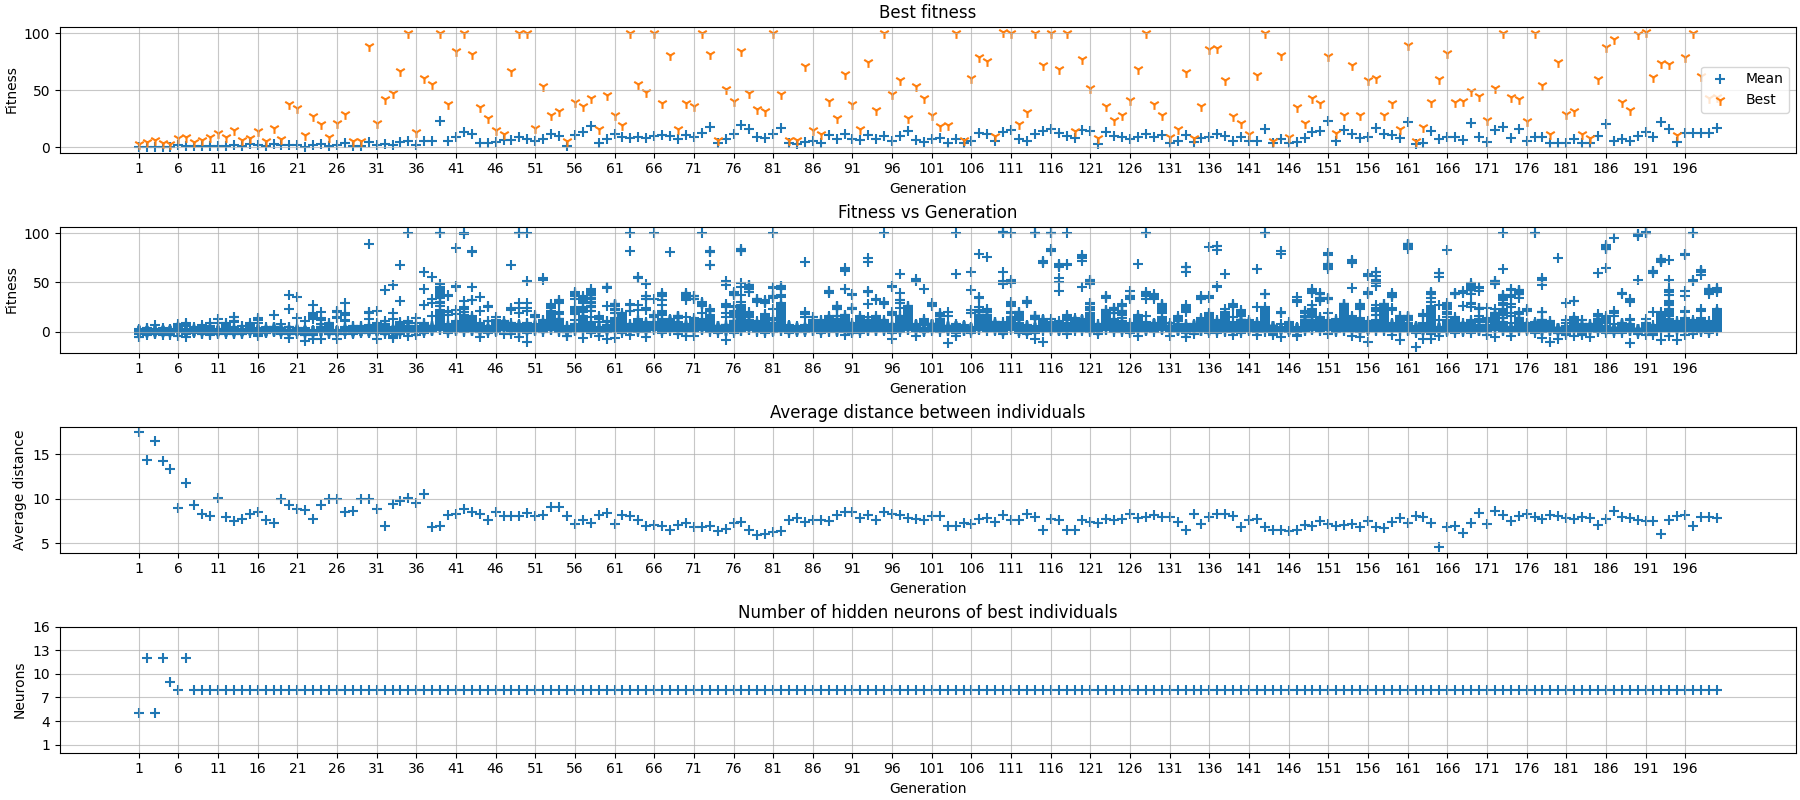 Best fitness
Fitness
100
50
0
Mean
Best
1 6 11 16 21 26 31 36 41 46 51 56 61 66 71 76 81 86 91 96 101 106 111 116 121 126 131 136 141 146 151 156 161 166 171 176 181 186 191 196
Generation
Fitness vs Generation
Fitness
100
50
0
1 6 11 16 21 26 31 36 41 46 51 56 61 66 71 76 81 86 91 96 101 106 111 116 121 126 131 136 141 146 151 156 161 166 171 176 181 186 191 196
Generation
Average distance between individuals
Average distance
15
10
5
1 6 11 16 21 26 31 36 41 46 51 56 61 66 71 76 81 86 91 96 101 106 111 116 121 126 131 136 141 146 151 156 161 166 171 176 181 186 191 196
Generation
Number of hidden neurons of best individuals
Neurons
16
13
10
7
4
1
1 6 11 16 21 26 31 36 41 46 51 56 61 66 71 76 81 86 91 96 101 106 111 116 121 126 131 136 141 146 151 156 161 166 171 176 181 186 191 196
Generation